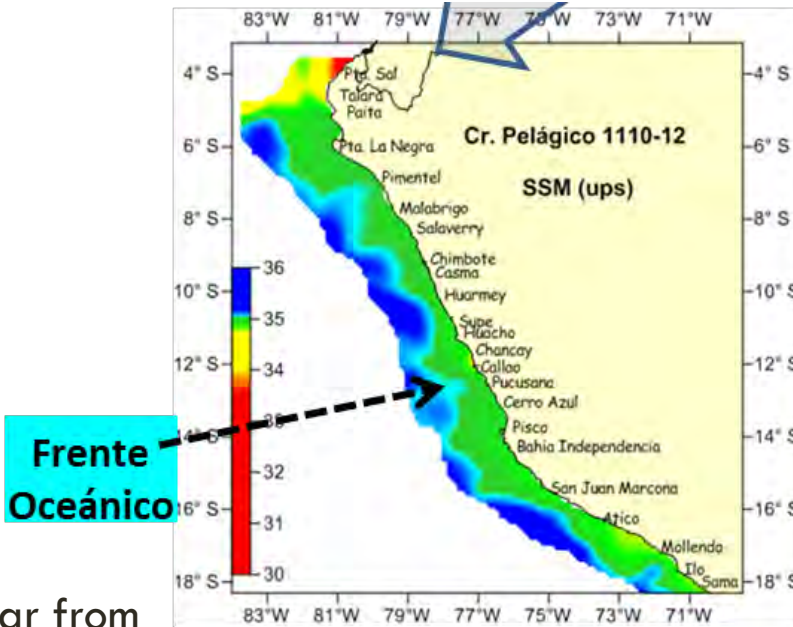 83°W 81°W 79°W 77°W 75°W 73°W 71°W
4° S
Pta. Sal
4° S
Talara
Paita
6° S
Pta. La Negra
Cr. Pelágico 1110-12
6° S
Pimentel
SSM (ups)
8° S
Malabrigo
8° S
Salaverry
36
Chimbote
Casma
10° S
Huarmey
10° S
35
Supe
Huacho
Chancay
12° S
34
Callao
12° S
Pucusana
Cerro Azul
33
Pisco
14° S
Frente
Bahia Independencia
32
Oceánico
San Juan Marcona
16° S
31
Atico
16° S
Mollendo
30
Ilo
18° S
Sama
18° S
ar from
83°W 81°W 79°W 77°W 75°W 73°W 71°W